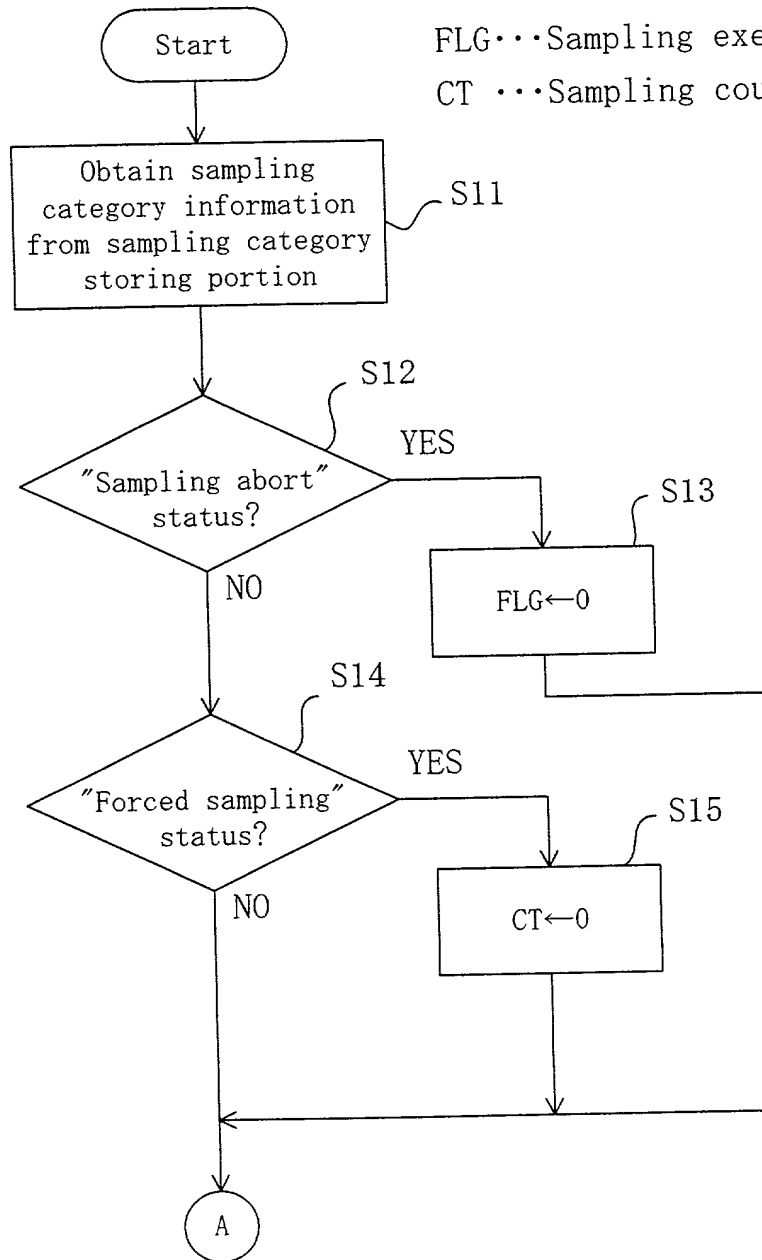 Start
FLG···Sampling exe
CT ···Sampling cou
Obtain sampling
category information
from sampling category
storing portion
S11
S12
"Sampling abort"
status?
YES
NO
S13
FLG←0
S14
"Forced sampling"
status?
YES
NO
S15
CT←0
A